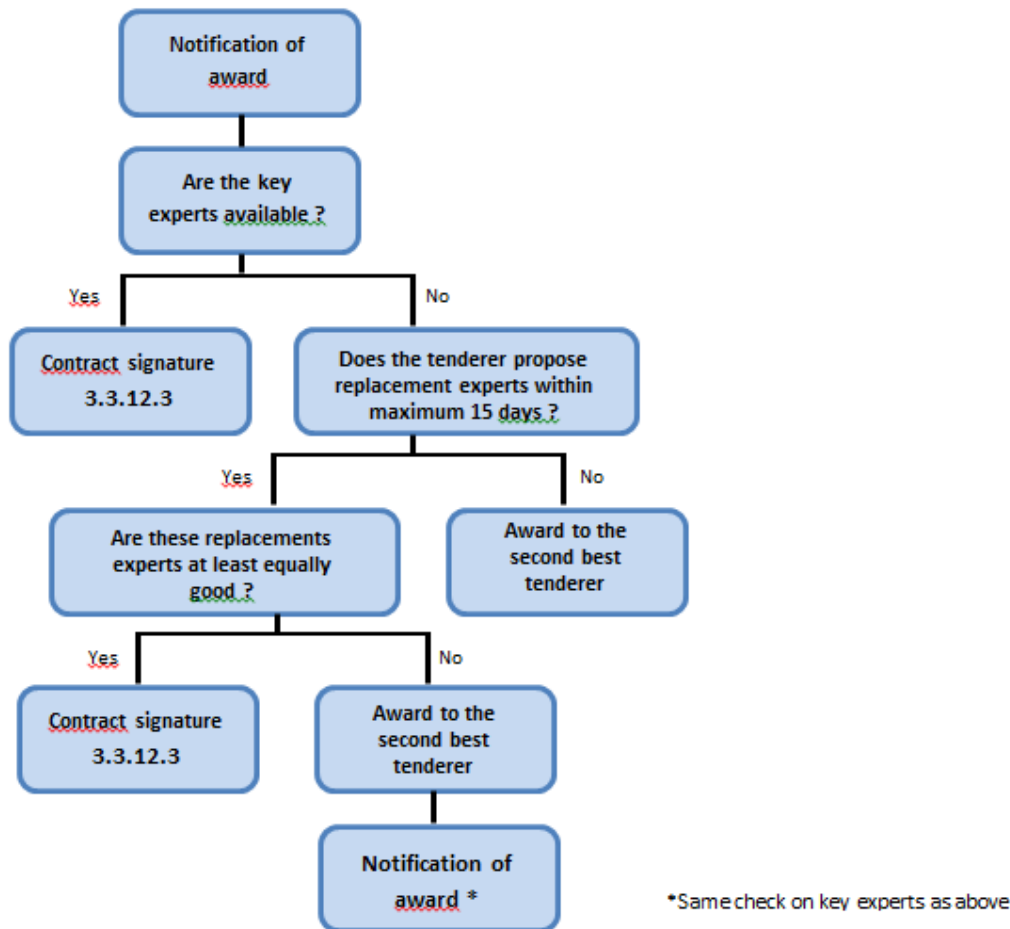 Notification of
award
Are the key
experts available ?
Yes
No
Contract signature
3.3.12.3
Does the tenderer propose
replacement experts within
maximum 15 days ?
Yes
No
Are these replacements
experts at least equally
good ?
Award to the
second best
tenderer
Yes
No
Contract signature
3.3.12.3
Award to the
second best
tenderer
Notification of
award *
*Same check on key experts as above